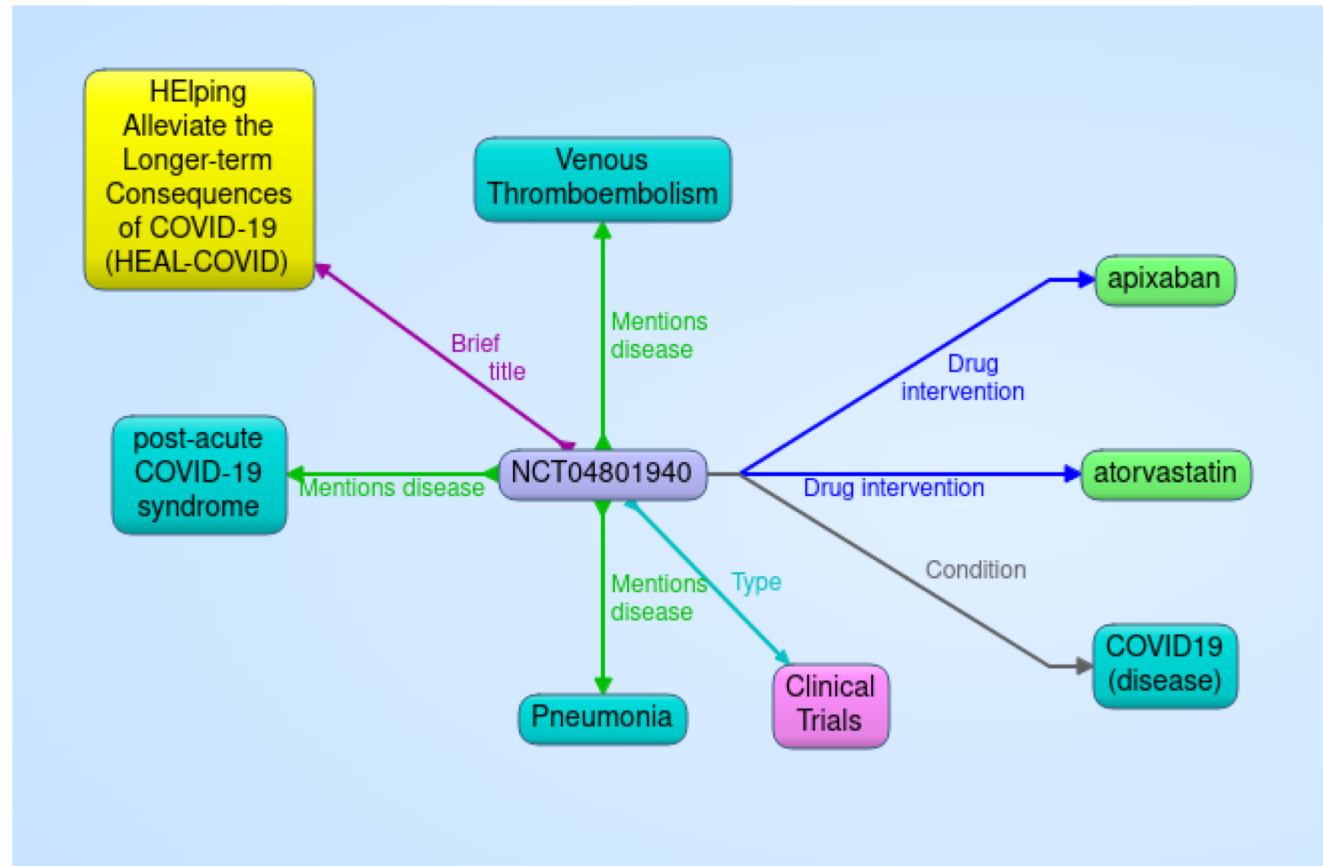 HElping
Alleviate the
Longer-term
Consequences
of COVID-19
(HEAL-COVID)
Venous
Thromboembolism
apixaban
Mentions
disease
Brief
title
Drug
intervention
post-acute
COVID-19
syndrome
Mentions disease
NCT04801940
Drug intervention
atorvastatin
Mentions
disease
Type
Condition
COVID19
(disease)
Clinical
Trials
Pneumonia